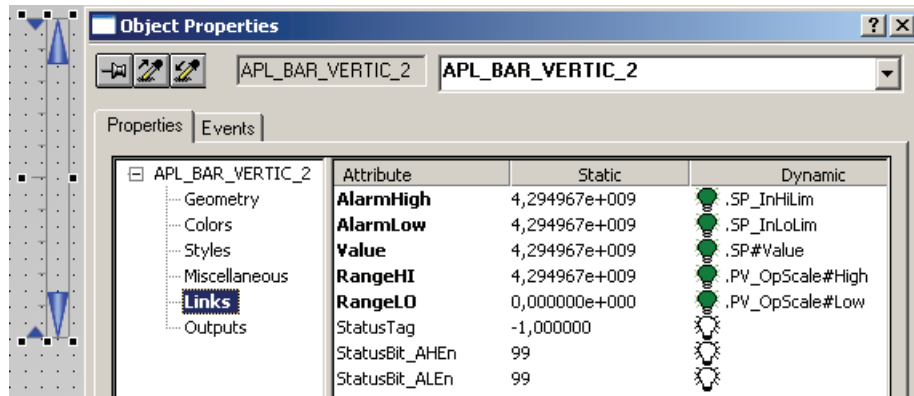 Object Properties
APL_BAR_VERTIC_2 APL_BAR_VERTIC_2
Properties Events
APL_BAR_VERTIC_2
Geometry
Colors
Styles
Miscellaneous
Links
Outputs
Attribute Static Dynamic
AlarmHigh 4,294967e+009 .SP_InHiLim
AlarmLow 4,294967e+009 .SP_InLoLim
Value 4,294967e+009 .SP#Value
RangeHI 4,294967e+009 .PV_OpScale#High
RangeLO 0,000000e+000 .PV_OpScale#Low
StatusTag -1,000000
StatusBit_AHEn 99
StatusBit_ALEn 99